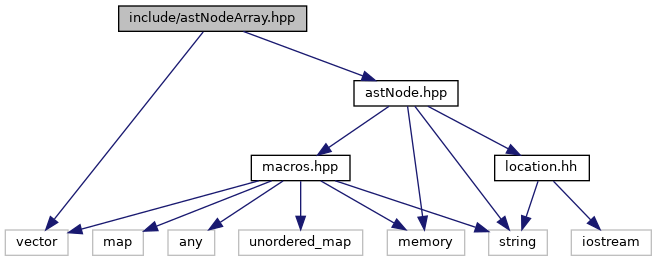 include/astNodeArray.hpp
astNode.hpp
macros.hpp
location.hh
vector
map
any
unordered_map
memory
string
iostream